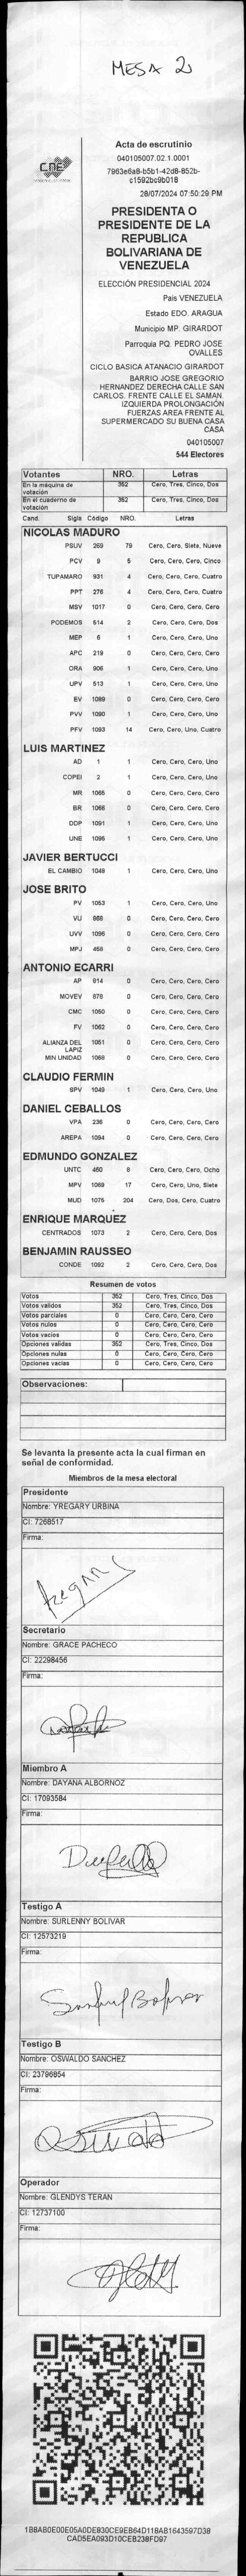 MESA 2
CNE
Acta de escrutinio
040105007.02.1.0001
7963e6a8-b5b1-42d8-852b-
c1592bc9b018
28/07/2024 07:50:29 PM
PRESIDENTA O
PRESIDENTE DE LA
REPUBLICA
BOLIVARIANA DE
VENEZUELA
ELECCIÓN PRESIDENCIAL 2024
País VENEZUELA
Estado EDO. ARAGUA
Municipio MP. GIRARDOT
Parroquia PQ. PEDRO JOSE
OVALLES
CICLO BASICA ATANACIO GIRARDOT
BARRIO JOSE GREGORIO
HERNANDEZ DERECHA CALLE SAN
CARLOS. FRENTE CALLE EL SAMAN.
IZQUIERDA PROLONGACIÓN
FUERZAS AREA FRENTE AL
SUPERMERCADO SU BUENA CASA
CASA
040105007
544 Electores
Votantes NRO. Letras
En la máquina de votación 352 Cero, Tres, Cinco, Dos
En el cuaderno de votación 352 Cero, Tres, Cinco, Dos
Cand. Sigla Código NRO. Letras
NICOLAS MADURO
PSUV 269 79 Cero, Cero, Siete, Nueve
PCV 9 5 Cero, Cero, Cero, Cinco
TUPAMARO 931 4 Cero, Cero, Cero, Cuatro
PPT 276 4 Cero, Cero, Cero, Cuatro
MSV 1017 0 Cero, Cero, Cero, Cero
PODEMOS 514 2 Cero, Cero, Cero, Dos
MEP 6 1 Cero, Cero, Cero, Uno
APC 219 0 Cero, Cero, Cero, Cero
ORA 906 1 Cero, Cero, Cero, Uno
UPV 513 1 Cero, Cero, Cero, Uno
EV 1089 0 Cero, Cero, Cero, Cero
PVV 1090 1 Cero, Cero, Cero, Uno
PFV 1093 14 Cero, Cero, Uno, Cuatro
LUIS MARTINEZ
AD 1 1 Cero, Cero, Cero, Uno
COPEI 2 1 Cero, Cero, Cero, Uno
MR 1065 0 Cero, Cero, Cero, Cero
BR 1066 0 Cero, Cero, Cero, Cero
DDP 1091 1 Cero, Cero, Cero, Uno
UNE 1095 1 Cero, Cero, Cero, Uno
JAVIER BERTUCCI
EL CAMBIO 1048 1 Cero, Cero, Cero, Uno
JOSE BRITO
PV 1053 1 Cero, Cero, Cero, Uno
VU 868 0 Cero, Cero, Cero, Cero
UVV 1096 0 Cero, Cero, Cero, Cero
MPJ 458 0 Cero, Cero, Cero, Cero
ANTONIO ECARRI
AP 814 0 Cero, Cero, Cero, Cero
MOVEV 878 0 Cero, Cero, Cero, Cero
CMC 1050 0 Cero, Cero, Cero, Cero
FV 1062 0 Cero, Cero, Cero, Cero
ALIANZA DEL LAPIZ 1051 0 Cero, Cero, Cero, Cero
MIN UNIDAD 1068 0 Cero, Cero, Cero, Cero
CLAUDIO FERMIN
SPV 1049 1 Cero, Cero, Cero, Uno
DANIEL CEBALLOS
VPA 236 0 Cero, Cero, Cero, Cero
AREPA 1094 0 Cero, Cero, Cero, Cero
EDMUNDO GONZALEZ
UNTC 480 8 Cero, Cero, Cero, Ocho
MPV 1069 17 Cero, Cero, Uno, Siete
MUD 1075 204 Cero, Dos, Cero, Cuatro
ENRIQUE MARQUEZ
CENTRADOS 1073 2 Cero, Cero, Cero, Dos
BENJAMIN RAUSSEO
CONDE 1092 2 Cero, Cero, Cero, Dos
Resumen de votos
Votos 352 Cero, Tres, Cinco, Dos
Votos validos 352 Cero, Tres, Cinco, Dos
Votos parciales 0 Cero, Cero, Cero, Cero
Votos nulos 0 Cero, Cero, Cero, Cero
Votos vacios 0 Cero, Cero, Cero, Cero
Opciones validas 352 Cero, Tres, Cinco, Dos
Opciones nulas 0 Cero, Cero, Cero, Cero
Opciones vacias 0 Cero, Cero, Cero, Cero
Observaciones:
Se levanta la presente acta la cual firman en
señal de conformidad.
Miembros de la mesa electoral
Presidente
Nombre: YREGARY URBINA
CI: 7268517
Firma:
Secretario
Nombre: GRACE PACHECO
CI: 22298456
Firma:
Miembro A
Nombre: DAYANA ALBORNOZ
CI: 17093584
Firma:
Testigo A
Nombre: SURLENNY BOLIVAR
CI: 12573219
Firma:
Testigo B
Nombre: OSWALDO SANCHEZ
CI: 23796854
Firma:
Operador
Nombre: GLENDYS TERAN
CI: 12737100
Firma:
1B8AB0E00E05A0DE830CE9EB64D118AB1643597D38
CAD5EA093D10CEB238FD97